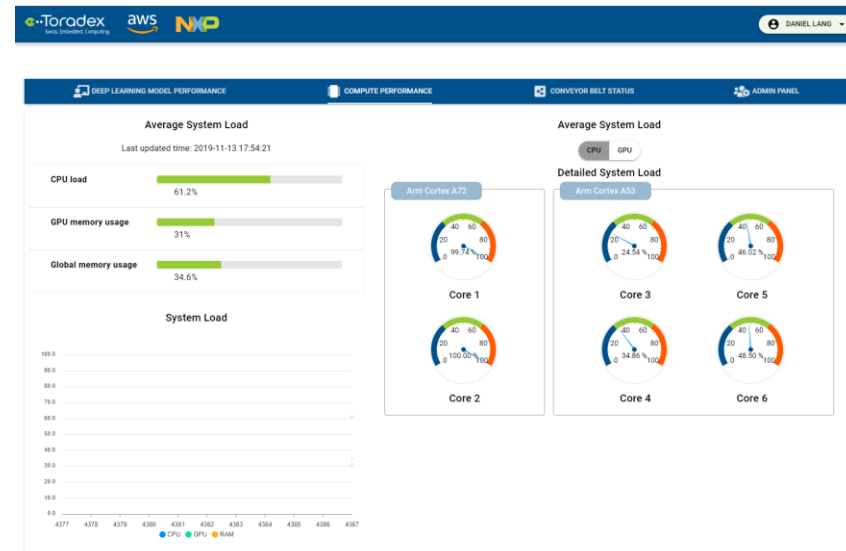 Toradex
Swiss. Embedded. Computing.
aws
NXP
DANIEL LANG
DEEP LEARNING MODEL PERFORMANCE
COMPUTE PERFORMANCE
CONVEYOR BELT STATUS
ADMIN PANEL
Average System Load
Last updated time: 2019-11-13 17:54:21
CPU load
61.2%
GPU memory usage
31%
Global memory usage
34.6%
System Load
100.0
90.0
80.0
70.0
60.0
50.0
40.0
30.0
20.0
10.0
0.0
4377 4378 4379 4380 4381 4382 4383 4384 4385 4386 4387
CPU GPU RAM
Average System Load
CPU GPU
Detailed System Load
Arm Cortex A72
0 20 40 60 80 100
99.74 %
Core 1
0 20 40 60 80 100
100.00 %
Core 2
Arm Cortex A53
0 20 40 60 80 100
24.54 %
Core 3
0 20 40 60 80 100
46.02 %
Core 5
0 20 40 60 80 100
34.86 %
Core 4
0 20 40 60 80 100
48.50 %
Core 6